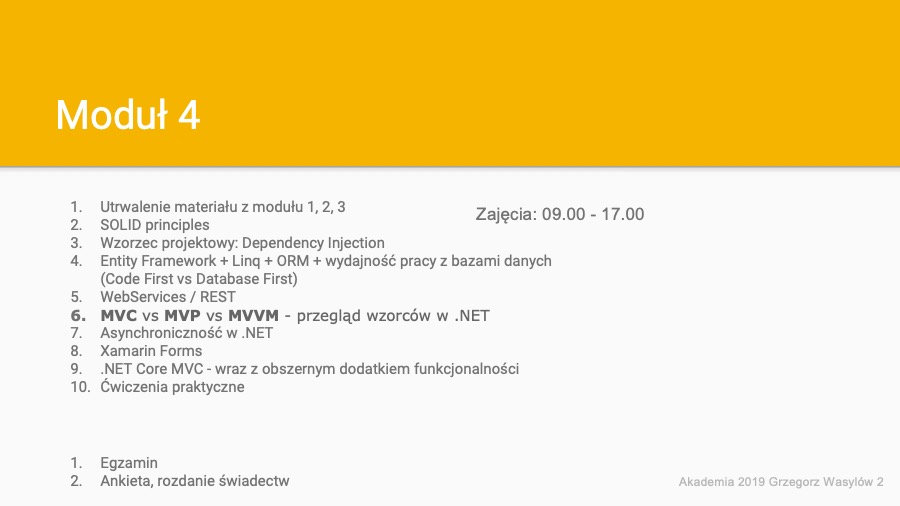 Moduł 4
1. Utrwalenie materiału z modułu 1, 2, 3
Zajęcia: 09.00 - 17.00
2. SOLID principles
3. Wzorzec projektowy: Dependency Injection
4. Entity Framework + Linq + ORM + wydajność pracy z bazami danych
(Code First vs Database First)
5. WebServices / REST
6. MVC vs MVP vs MVVM - przegląd wzorców w .NET
7. Asynchroniczność w .NET
8. Xamarin Forms
9. .NET Core MVC - wraz z obszernym dodatkiem funkcjonalności
10. Ćwiczenia praktyczne
1. Egzamin
2. Ankieta, rozdanie świadectw
Akademia 2019 Grzegorz Wasylów 2